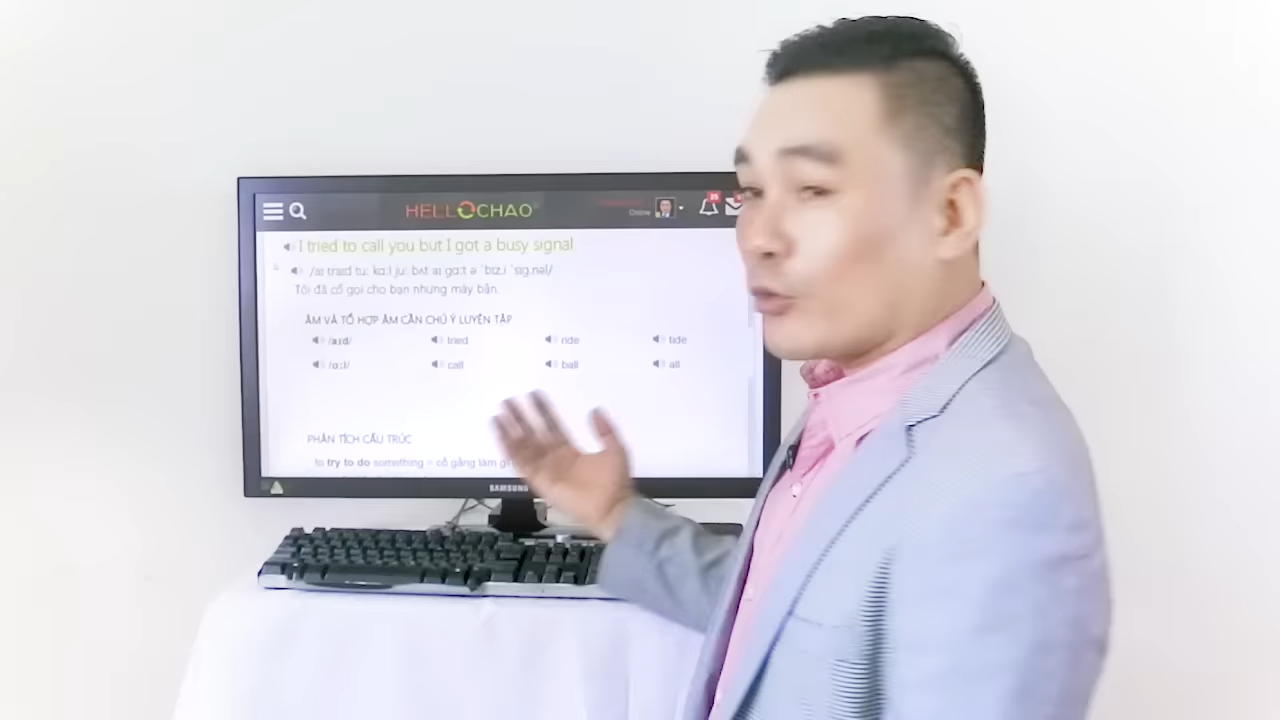 HELLOCHAO
Online
I tried to call you but I got a busy signal
/aɪ traɪd tuː kɑːl juː bʌt aɪ gɑːt ə ˈbɪz.i ˈsɪg.nəl/
Tôi đã cố gọi cho bạn nhưng máy bận.
ÂM VÀ TỔ HỢP ÂM CẦN CHÚ Ý LUYỆN TẬP
/aɪd/ tried ride tide
/ɑːl/ call ball all
PHÂN TÍCH CẤU TRÚC
to try to do something = cố gắng làm
SAMSUNG